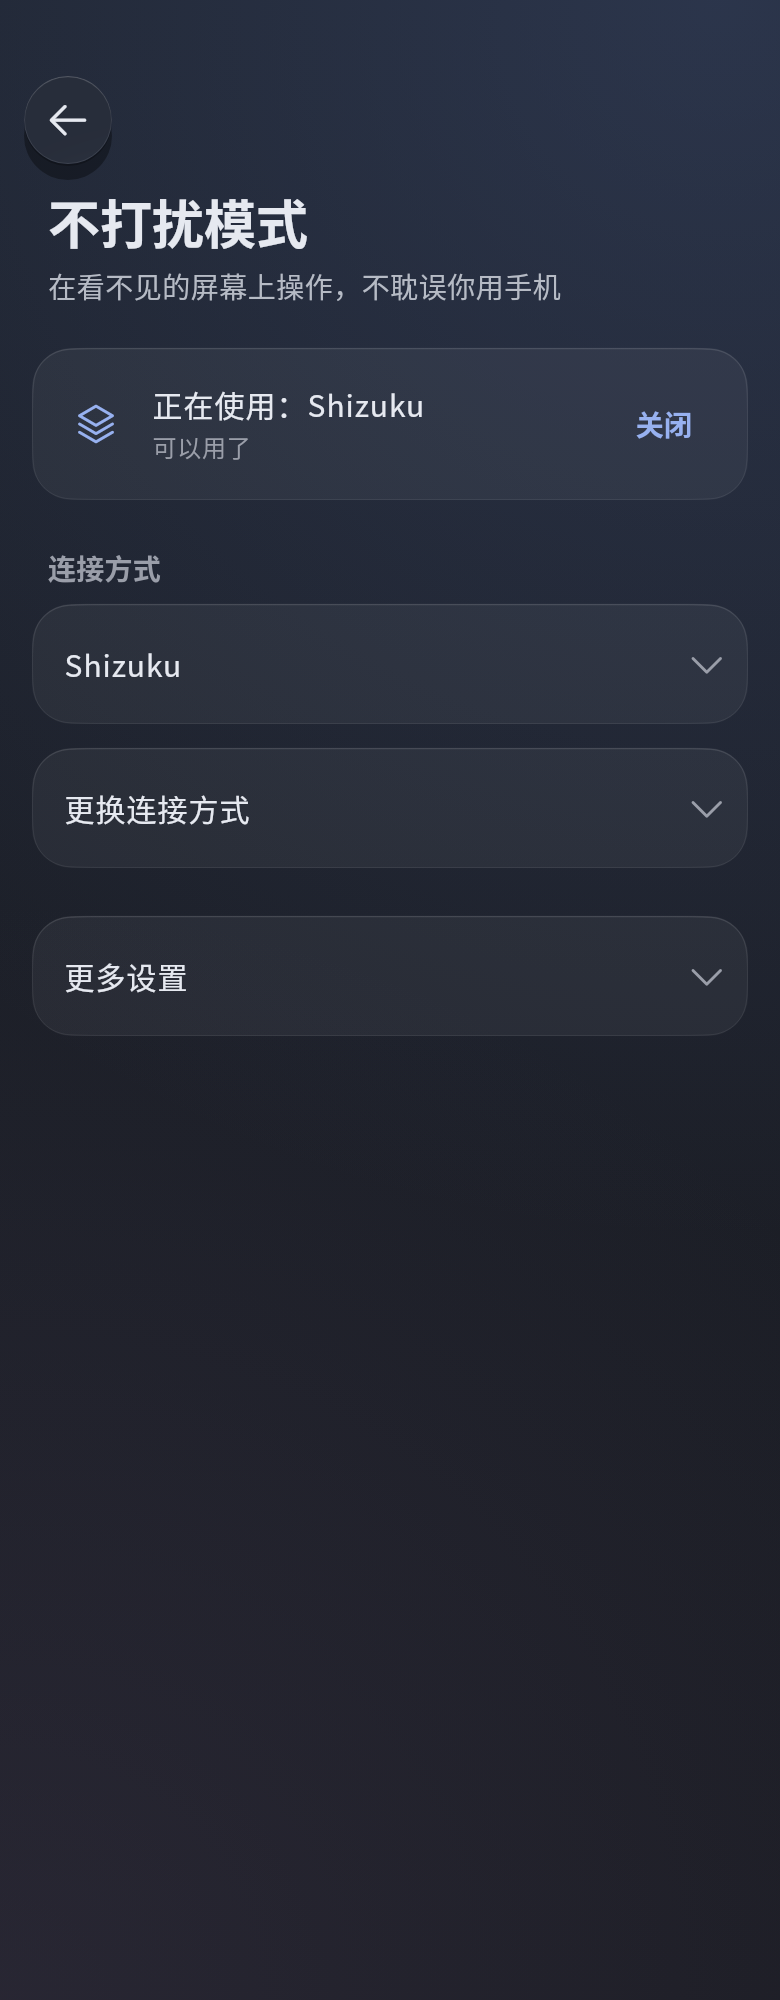 不打扰模式
在看不见的屏幕上操作，不耽误你用手机
正在使用：Shizuku
可以用了
关闭
连接方式
Shizuku
更换连接方式
更多设置